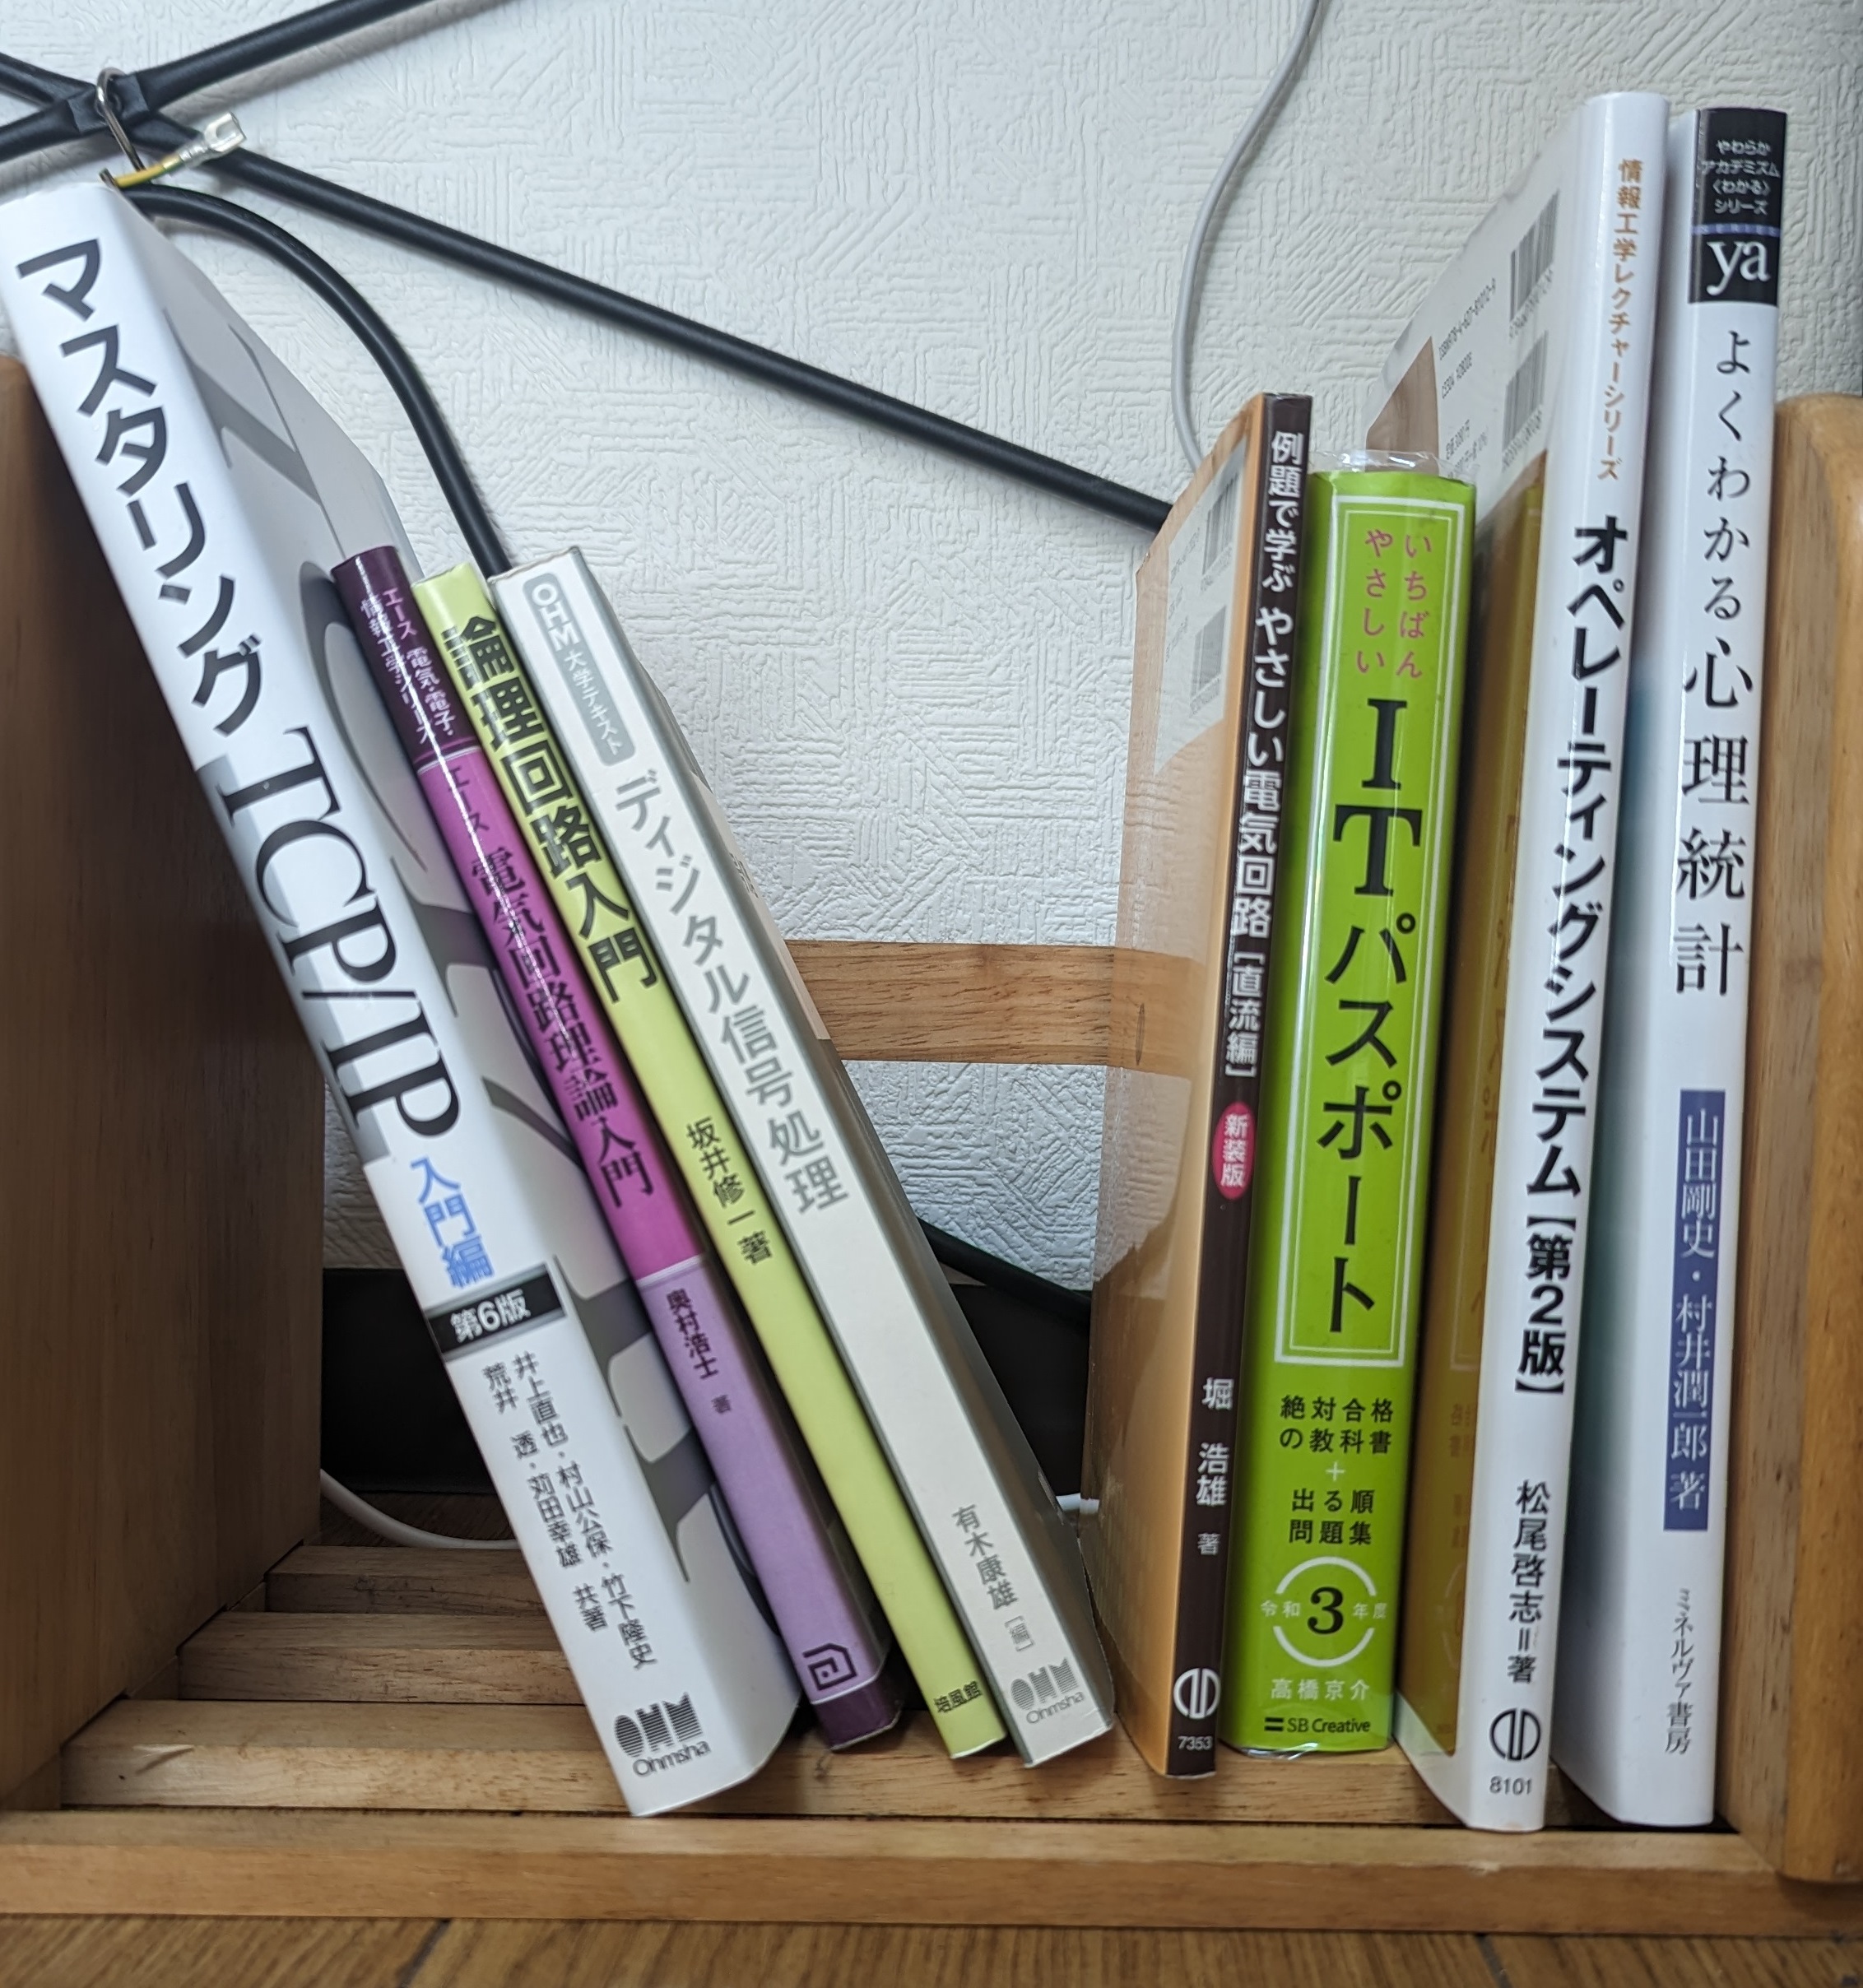 マスタリングTCP/IP
入門編
第6版
井上直也・村山公保・竹下隆史
荒井 透・苅田幸雄 共著
OHM
Ohmsha
エース 電気・電子・
情報工学シリーズ
エース 電気回路理論入門
奥村浩士 著
論理回路入門
坂井修一著
培風館
OHM大学テキスト
ディジタル信号処理
有木康雄[編]
OHM
Ohmsha
例題で学ぶ やさしい電気回路[直流編]
新装版
堀 浩雄 著
7353
いちばん
やさしい
ITパスポート
絶対合格
の教科書
+
出る順
問題集
令和3年度
高橋京介
SB Creative
情報工学レクチャーシリーズ
オペレーティングシステム【第2版】
松尾啓志=著
8101
やわらか
アカデミズム
〈わかる〉
シリーズ
ya
よくわかる心理統計
山田剛史・村井潤一郎 著
ミネルヴァ書房